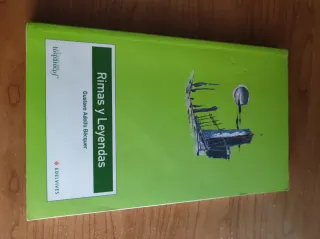 Rimas y Leyendas
Gustavo Adolfo Bécquer
EDELVIVES